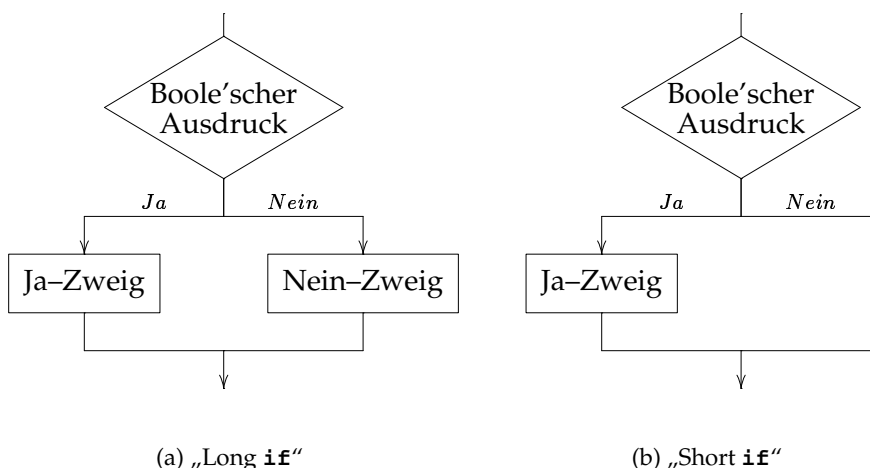 Boole'scher
Ausdruck
Ja
Nein
Ja–Zweig
Nein–Zweig
(a) „Long if“
Boole'scher
Ausdruck
Ja
Nein
Ja–Zweig
(b) „Short if“